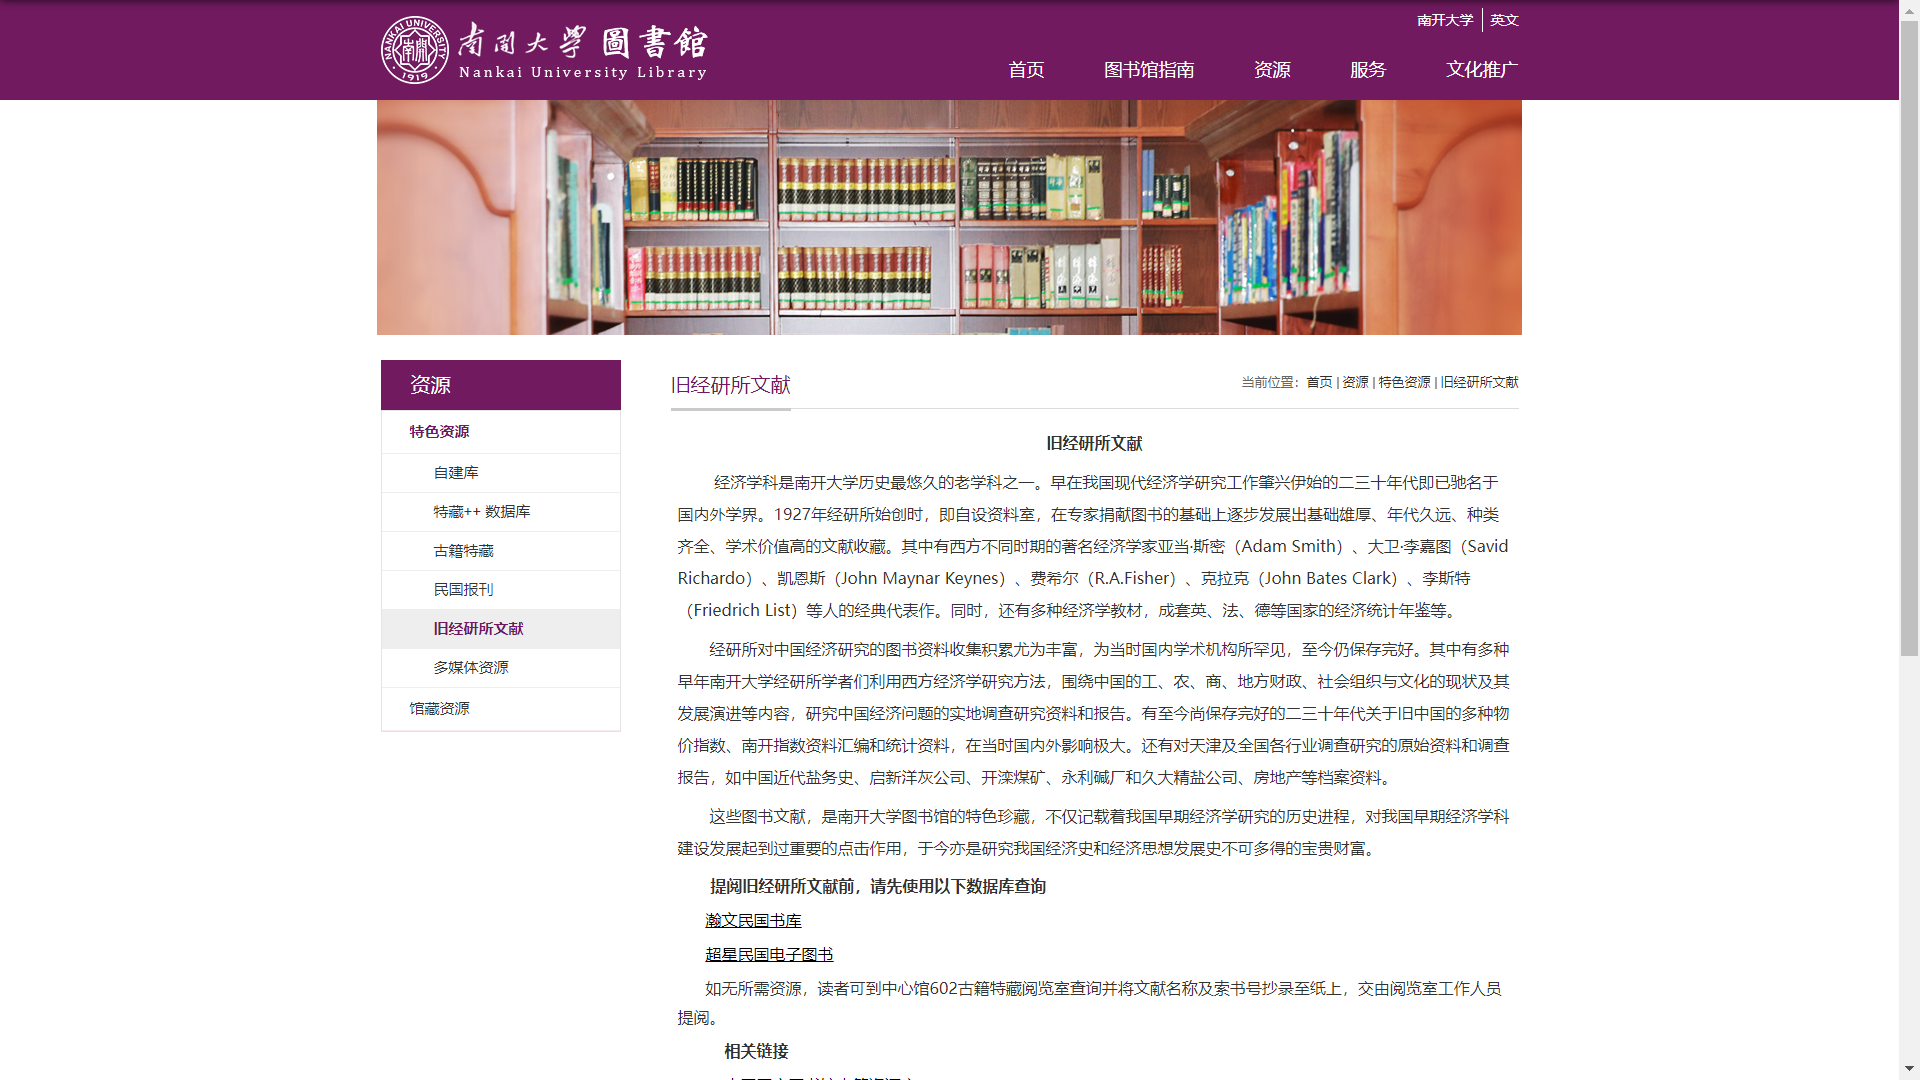 南开大学 英文
NANKAI UNIVERSITY 1919 南開大學 圖書館
Nankai University Library
首页 图书馆指南 资源 服务 文化推广
资源
特色资源
自建库
特藏++ 数据库
古籍特藏
民国报刊
旧经研所文献
多媒体资源
馆藏资源
旧经研所文献
当前位置：首页 | 资源 | 特色资源 | 旧经研所文献
旧经研所文献
经济学科是南开大学历史最悠久的老学科之一。早在我国现代经济学研究工作肇兴伊始的二三十年代即已驰名于
国内外学界。1927年经研所始创时，即自设资料室，在专家捐献图书的基础上逐步发展出基础雄厚、年代久远、种类
齐全、学术价值高的文献收藏。其中有西方不同时期的著名经济学家亚当·斯密（Adam Smith）、大卫·李嘉图（Savid
Richardo）、凯恩斯（John Maynar Keynes）、费希尔（R.A.Fisher）、克拉克（John Bates Clark）、李斯特
（Friedrich List）等人的经典代表作。同时，还有多种经济学教材，成套英、法、德等国家的经济统计年鉴等。
经研所对中国经济研究的图书资料收集积累尤为丰富，为当时国内学术机构所罕见，至今仍保存完好。其中有多种
早年南开大学经研所学者们利用西方经济学研究方法，围绕中国的工、农、商、地方财政、社会组织与文化的现状及其
发展演进等内容，研究中国经济问题的实地调查研究资料和报告。有至今尚保存完好的二三十年代关于旧中国的多种物
价指数、南开指数资料汇编和统计资料，在当时国内外影响极大。还有对天津及全国各行业调查研究的原始资料和调查
报告，如中国近代盐务史、启新洋灰公司、开滦煤矿、永利碱厂和久大精盐公司、房地产等档案资料。
这些图书文献，是南开大学图书馆的特色珍藏，不仅记载着我国早期经济学研究的历史进程，对我国早期经济学科
建设发展起到过重要的点击作用，于今亦是研究我国经济史和经济思想发展史不可多得的宝贵财富。
提阅旧经研所文献前，请先使用以下数据库查询
瀚文民国书库
超星民国电子图书
如无所需资源，读者可到中心馆602古籍特藏阅览室查询并将文献名称及索书号抄录至纸上，交由阅览室工作人员
提阅。
相关链接